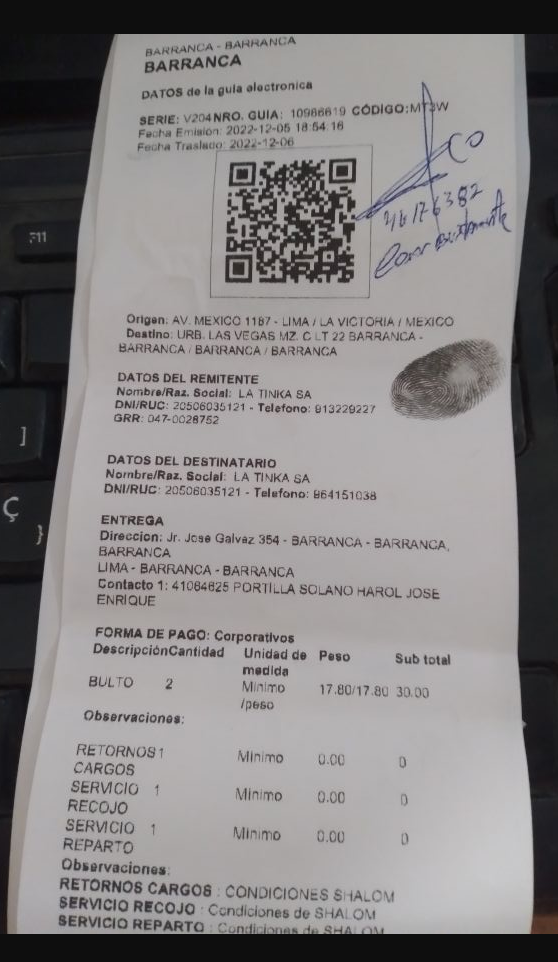 BARRANCA - BARRANCA
BARRANCA
DATOS de la guia electronica
SERIE: V204 NRO. GUIA: 10986619 CÓDIGO: MT3W
Fecha Emision: 2022-12-05 18:54:16
Fecha Traslado: 2022-12-06
46176382
Origen: AV. MEXICO 1187 - LIMA / LA VICTORIA / MEXICO
Destino: URB. LAS VEGAS MZ. C LT 22 BARRANCA -
BARRANCA / BARRANCA / BARRANCA
DATOS DEL REMITENTE
Nombre/Raz. Social: LA TINKA SA
DNI/RUC: 20506035121 - Telefono: 913229227
GRR: 047-0028752
DATOS DEL DESTINATARIO
Nombre/Raz. Social: LA TINKA SA
DNI/RUC: 20506035121 - Telefono: 964151038
ENTREGA
Direccion: Jr. Jose Galvez 354 - BARRANCA - BARRANCA,
BARRANCA
LIMA - BARRANCA - BARRANCA
Contacto 1: 41064625 PORTILLA SOLANO HAROL JOSE
ENRIQUE
FORMA DE PAGO: Corporativos
Descripción Cantidad Unidad de medida Peso Sub total
BULTO 2 Minimo /peso 17.80/17.80 30.00
Observaciones:
RETORNOS CARGOS 1 Minimo 0.00 0
SERVICIO RECOJO 1 Minimo 0.00 0
SERVICIO REPARTO 1 Minimo 0.00 0
Observaciones:
RETORNOS CARGOS : CONDICIONES SHALOM
SERVICIO RECOJO : Condiciones de SHALOM
SERVICIO REPARTO : Condiciones de SHALOM
F11
]
Ç
}